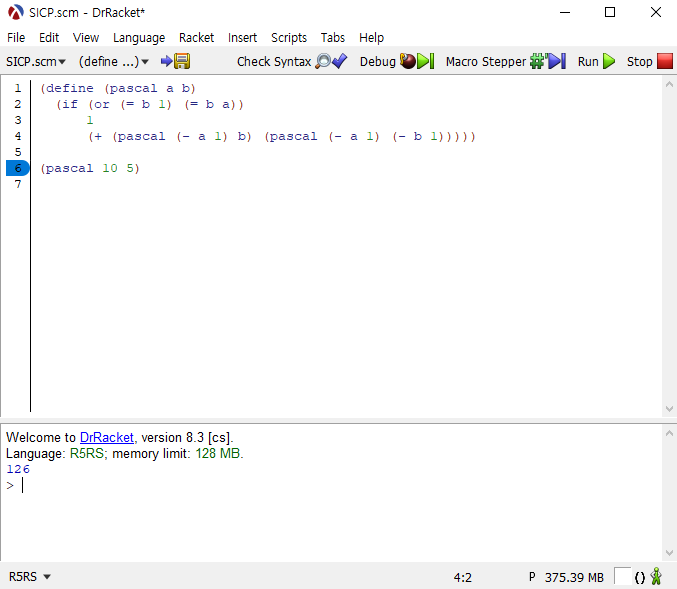 SICP.scm - DrRacket*
File Edit View Language Racket Insert Scripts Tabs Help
SICP.scm▾ (define ...)▾ Check Syntax Debug Macro Stepper Run Stop
1 (define (pascal a b)
2   (if (or (= b 1) (= b a))
3       1
4       (+ (pascal (- a 1) b) (pascal (- a 1) (- b 1)))))
5
6 (pascal 10 5)
7
Welcome to DrRacket, version 8.3 [cs].
Language: R5RS; memory limit: 128 MB.
126
>
R5RS 4:2 P 375.39 MB ()